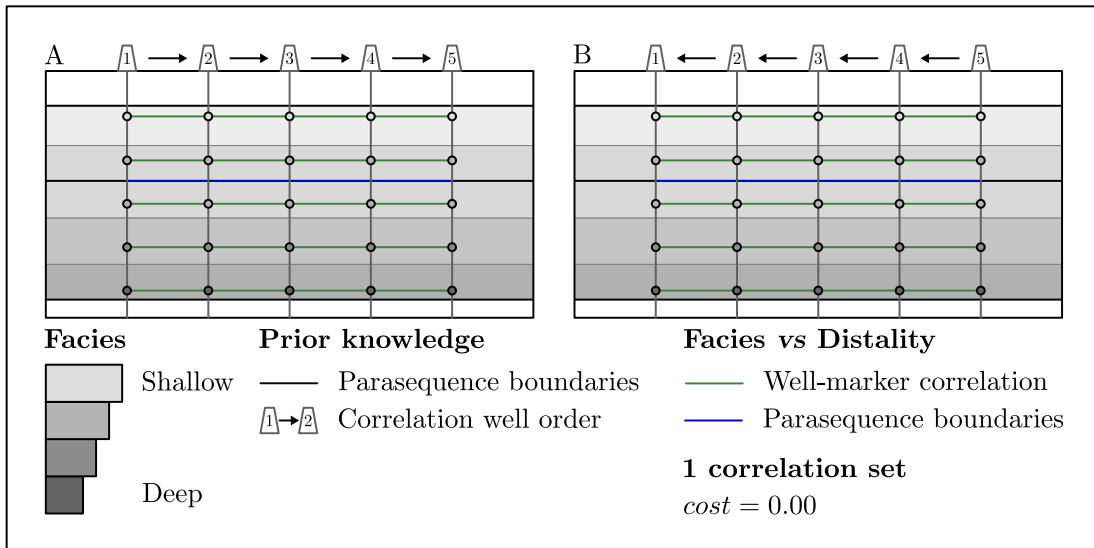 A 1 2 3 4 5
B 1 2 3 4 5
Facies
Shallow
Deep
Prior knowledge
Parasequence boundaries
1 2 Correlation well order
Facies vs Distality
Well-marker correlation
Parasequence boundaries
1 correlation set
cost = 0.00